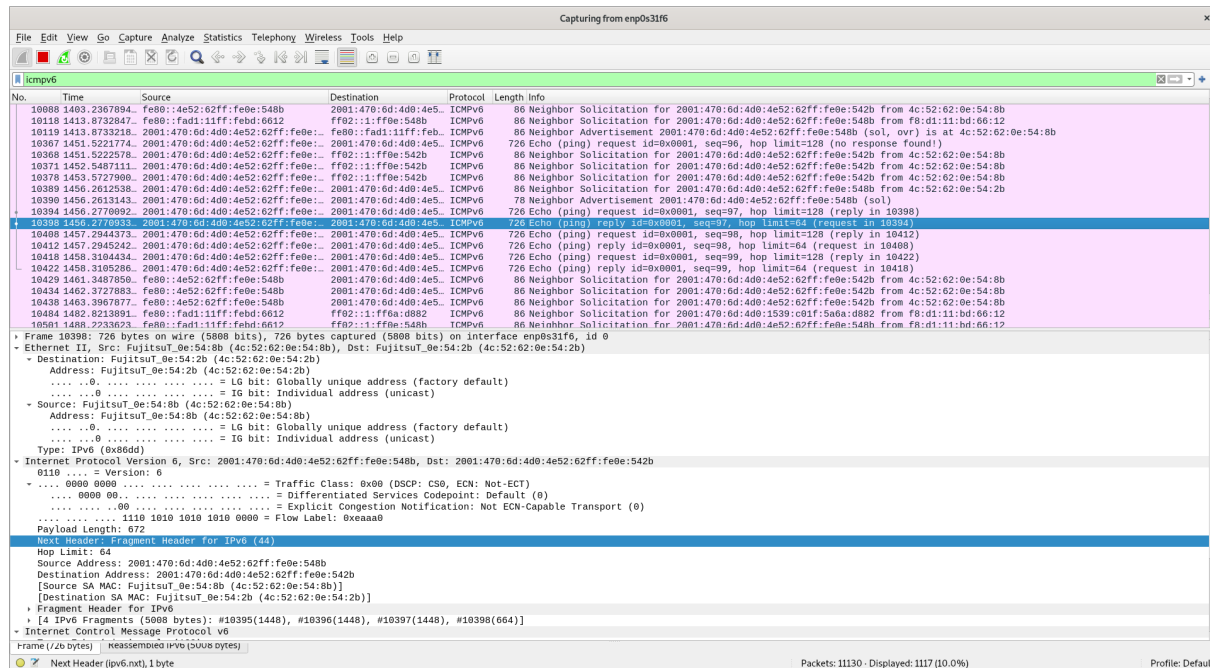 Capturing from enp0s31f6
File Edit View Go Capture Analyze Statistics Telephony Wireless Tools Help
icmpv6
No. Time Source Destination Protocol Length Info
10088 1403.2367894… fe80::4e52:62ff:fe0e:548b 2001:470:6d:4d0:4e5… ICMPv6 86 Neighbor Solicitation for 2001:470:6d:4d0:4e52:62ff:fe0e:542b from 4c:52:62:0e:54:8b
10118 1413.8732847… fe80::fad1:11ff:febd:6612 ff02::1:ff0e:548b ICMPv6 86 Neighbor Solicitation for 2001:470:6d:4d0:4e52:62ff:fe0e:548b from f8:d1:11:bd:66:12
10119 1413.8733218… 2001:470:6d:4d0:4e52:62ff:fe0e:… fe80::fad1:11ff:feb… ICMPv6 86 Neighbor Advertisement 2001:470:6d:4d0:4e52:62ff:fe0e:548b (sol, ovr) is at 4c:52:62:0e:54:8b
10367 1451.5221774… 2001:470:6d:4d0:4e52:62ff:fe0e:… 2001:470:6d:4d0:4e5… ICMPv6 726 Echo (ping) request id=0x0001, seq=96, hop limit=128 (no response found!)
10368 1451.5222578… 2001:470:6d:4d0:4e52:62ff:fe0e:… ff02::1:ff0e:542b ICMPv6 86 Neighbor Solicitation for 2001:470:6d:4d0:4e52:62ff:fe0e:542b from 4c:52:62:0e:54:8b
10371 1452.5487111… 2001:470:6d:4d0:4e52:62ff:fe0e:… ff02::1:ff0e:542b ICMPv6 86 Neighbor Solicitation for 2001:470:6d:4d0:4e52:62ff:fe0e:542b from 4c:52:62:0e:54:8b
10378 1453.5727900… 2001:470:6d:4d0:4e52:62ff:fe0e:… ff02::1:ff0e:542b ICMPv6 86 Neighbor Solicitation for 2001:470:6d:4d0:4e52:62ff:fe0e:542b from 4c:52:62:0e:54:8b
10389 1456.2612538… 2001:470:6d:4d0:4e52:62ff:fe0e:… 2001:470:6d:4d0:4e5… ICMPv6 86 Neighbor Solicitation for 2001:470:6d:4d0:4e52:62ff:fe0e:548b from 4c:52:62:0e:54:2b
10390 1456.2613143… 2001:470:6d:4d0:4e52:62ff:fe0e:… 2001:470:6d:4d0:4e5… ICMPv6 78 Neighbor Advertisement 2001:470:6d:4d0:4e52:62ff:fe0e:548b (sol)
10394 1456.2770092… 2001:470:6d:4d0:4e52:62ff:fe0e:… 2001:470:6d:4d0:4e5… ICMPv6 726 Echo (ping) request id=0x0001, seq=97, hop limit=128 (reply in 10398)
10398 1456.2770933… 2001:470:6d:4d0:4e52:62ff:fe0e:… 2001:470:6d:4d0:4e5… ICMPv6 726 Echo (ping) reply id=0x0001, seq=97, hop limit=64 (request in 10394)
10408 1457.2944373… 2001:470:6d:4d0:4e52:62ff:fe0e:… 2001:470:6d:4d0:4e5… ICMPv6 726 Echo (ping) request id=0x0001, seq=98, hop limit=128 (reply in 10412)
10412 1457.2945242… 2001:470:6d:4d0:4e52:62ff:fe0e:… 2001:470:6d:4d0:4e5… ICMPv6 726 Echo (ping) reply id=0x0001, seq=98, hop limit=64 (request in 10408)
10418 1458.3104434… 2001:470:6d:4d0:4e52:62ff:fe0e:… 2001:470:6d:4d0:4e5… ICMPv6 726 Echo (ping) request id=0x0001, seq=99, hop limit=128 (reply in 10422)
10422 1458.3105286… 2001:470:6d:4d0:4e52:62ff:fe0e:… 2001:470:6d:4d0:4e5… ICMPv6 726 Echo (ping) reply id=0x0001, seq=99, hop limit=64 (request in 10418)
10429 1461.3487850… fe80::4e52:62ff:fe0e:548b 2001:470:6d:4d0:4e5… ICMPv6 86 Neighbor Solicitation for 2001:470:6d:4d0:4e52:62ff:fe0e:542b from 4c:52:62:0e:54:8b
10434 1462.3727883… fe80::4e52:62ff:fe0e:548b 2001:470:6d:4d0:4e5… ICMPv6 86 Neighbor Solicitation for 2001:470:6d:4d0:4e52:62ff:fe0e:542b from 4c:52:62:0e:54:8b
10438 1463.3967877… fe80::4e52:62ff:fe0e:548b 2001:470:6d:4d0:4e5… ICMPv6 86 Neighbor Solicitation for 2001:470:6d:4d0:4e52:62ff:fe0e:542b from 4c:52:62:0e:54:8b
10484 1482.8213891… fe80::fad1:11ff:febd:6612 ff02::1:ff6a:d882 ICMPv6 86 Neighbor Solicitation for 2001:470:6d:4d0:1539:c01f:5a6a:d882 from f8:d1:11:bd:66:12
10501 1488.2233623… fe80::fad1:11ff:febd:6612 ff02::1:ff0e:548b ICMPv6 86 Neighbor Solicitation for 2001:470:6d:4d0:4e52:62ff:fe0e:548b from f8:d1:11:bd:66:12
Frame 10398: 726 bytes on wire (5808 bits), 726 bytes captured (5808 bits) on interface enp0s31f6, id 0
Ethernet II, Src: FujitsuT_0e:54:8b (4c:52:62:0e:54:8b), Dst: FujitsuT_0e:54:2b (4c:52:62:0e:54:2b)
Destination: FujitsuT_0e:54:2b (4c:52:62:0e:54:2b)
Address: FujitsuT_0e:54:2b (4c:52:62:0e:54:2b)
.... ..0. .... .... .... .... = LG bit: Globally unique address (factory default)
.... ...0 .... .... .... .... = IG bit: Individual address (unicast)
Source: FujitsuT_0e:54:8b (4c:52:62:0e:54:8b)
Address: FujitsuT_0e:54:8b (4c:52:62:0e:54:8b)
.... ..0. .... .... .... .... = LG bit: Globally unique address (factory default)
.... ...0 .... .... .... .... = IG bit: Individual address (unicast)
Type: IPv6 (0x86dd)
Internet Protocol Version 6, Src: 2001:470:6d:4d0:4e52:62ff:fe0e:548b, Dst: 2001:470:6d:4d0:4e52:62ff:fe0e:542b
0110 .... = Version: 6
.... 0000 0000 .... .... .... .... .... = Traffic Class: 0x00 (DSCP: CS0, ECN: Not-ECT)
.... 0000 00.. .... .... .... .... .... = Differentiated Services Codepoint: Default (0)
.... .... ..00 .... .... .... .... .... = Explicit Congestion Notification: Not ECN-Capable Transport (0)
.... .... .... 1110 1010 1010 1010 0000 = Flow Label: 0xeaaa0
Payload Length: 672
Next Header: Fragment Header for IPv6 (44)
Hop Limit: 64
Source Address: 2001:470:6d:4d0:4e52:62ff:fe0e:548b
Destination Address: 2001:470:6d:4d0:4e52:62ff:fe0e:542b
[Source SA MAC: FujitsuT_0e:54:8b (4c:52:62:0e:54:8b)]
[Destination SA MAC: FujitsuT_0e:54:2b (4c:52:62:0e:54:2b)]
Fragment Header for IPv6
[4 IPv6 Fragments (5008 bytes): #10395(1448), #10396(1448), #10397(1448), #10398(664)]
Internet Control Message Protocol v6
Frame (726 bytes) Reassembled IPv6 (5008 bytes)
Next Header (ipv6.nxt), 1 byte Packets: 11130 · Displayed: 1117 (10.0%) Profile: Defaul